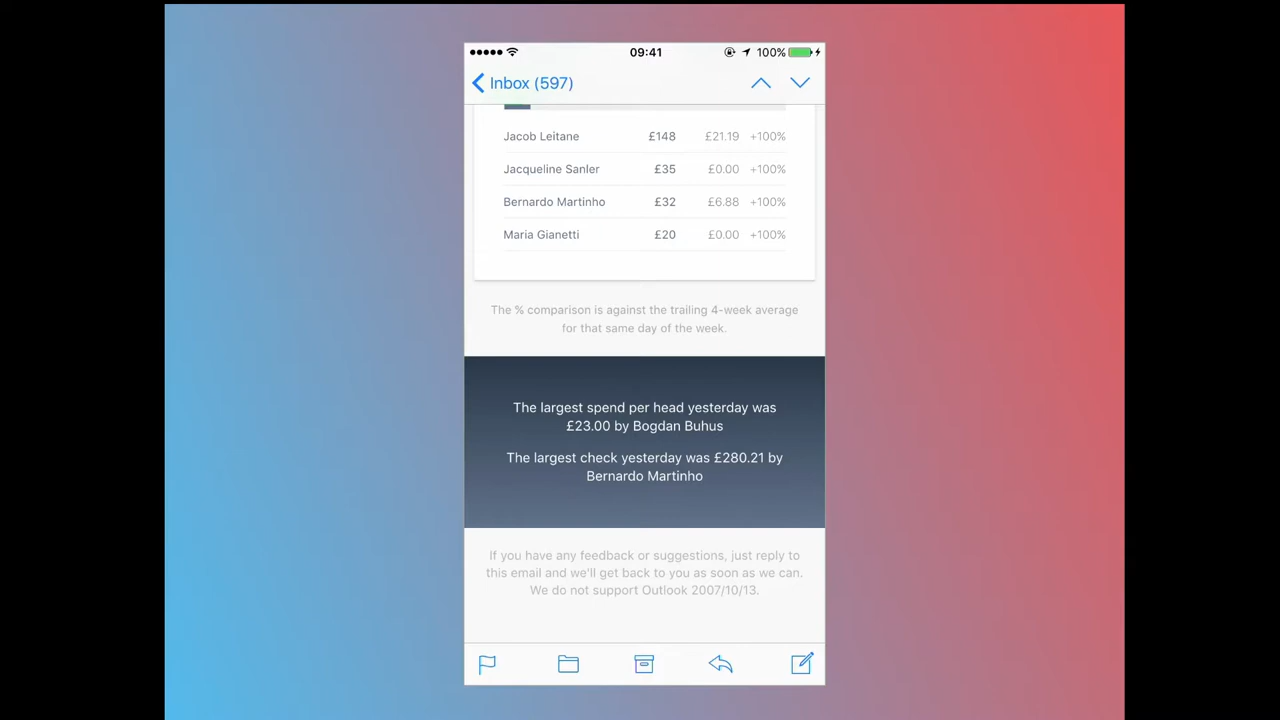 09:41 100%
Inbox (597)
Jacob Leitane £148 £21.19 +100%
Jacqueline Sanler £35 £0.00 +100%
Bernardo Martinho £32 £6.88 +100%
Maria Gianetti £20 £0.00 +100%
The % comparison is against the trailing 4-week average
for that same day of the week.
The largest spend per head yesterday was
£23.00 by Bogdan Buhus
The largest check yesterday was £280.21 by
Bernardo Martinho
If you have any feedback or suggestions, just reply to
this email and we'll get back to you as soon as we can.
We do not support Outlook 2007/10/13.